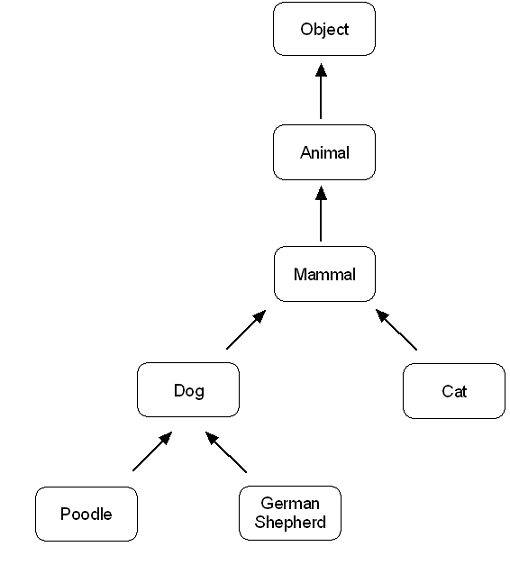 Object
Animal
Mammal
Dog
Cat
Poodle
German
Shepherd